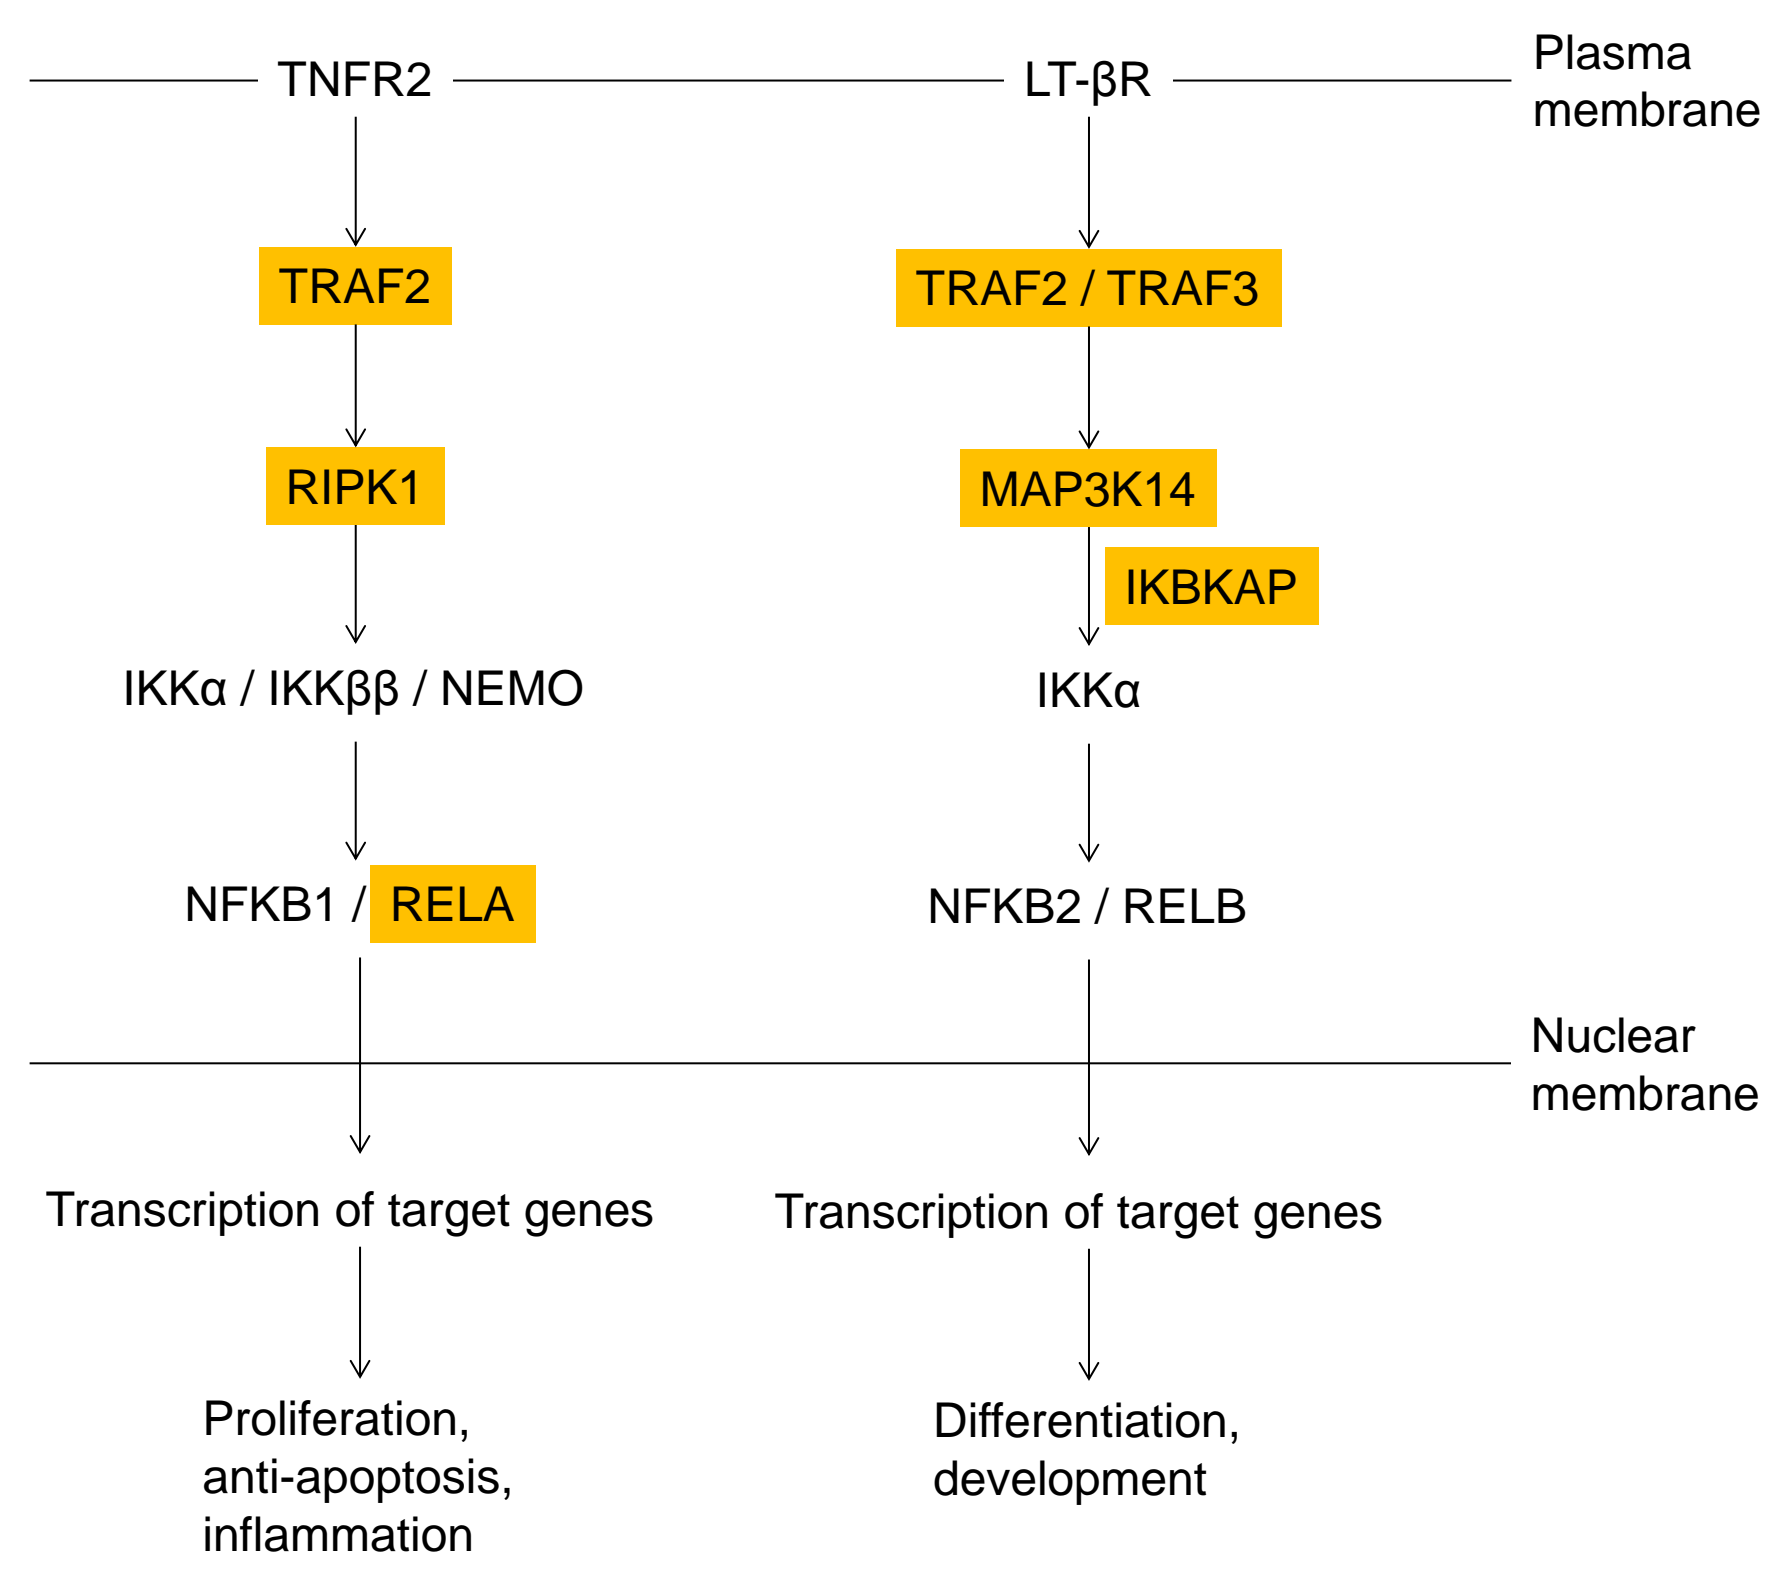 TNFR2
LT-βR
Plasma
membrane
TRAF2
TRAF2 / TRAF3
RIPK1
MAP3K14
IKBKAP
IKKα / IKKββ / NEMO
IKKα
NFKB1 / RELA
NFKB2 / RELB
Nuclear
membrane
Transcription of target genes
Transcription of target genes
Proliferation,
anti-apoptosis,
inflammation
Differentiation,
development